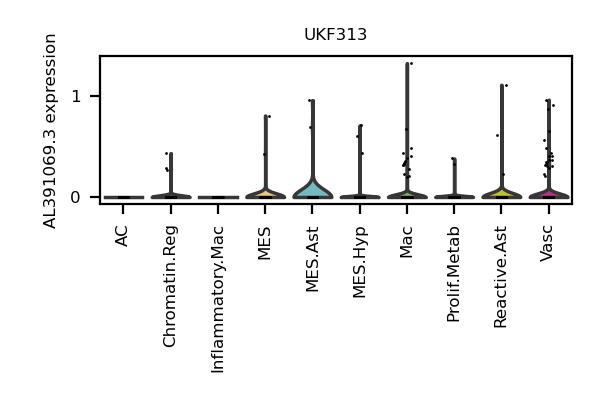 UKF313
AL391069.3 expression
1
0
AC
Chromatin.Reg
Inflammatory.Mac
MES
MES.Ast
MES.Hyp
Mac
Prolif.Metab
Reactive.Ast
Vasc